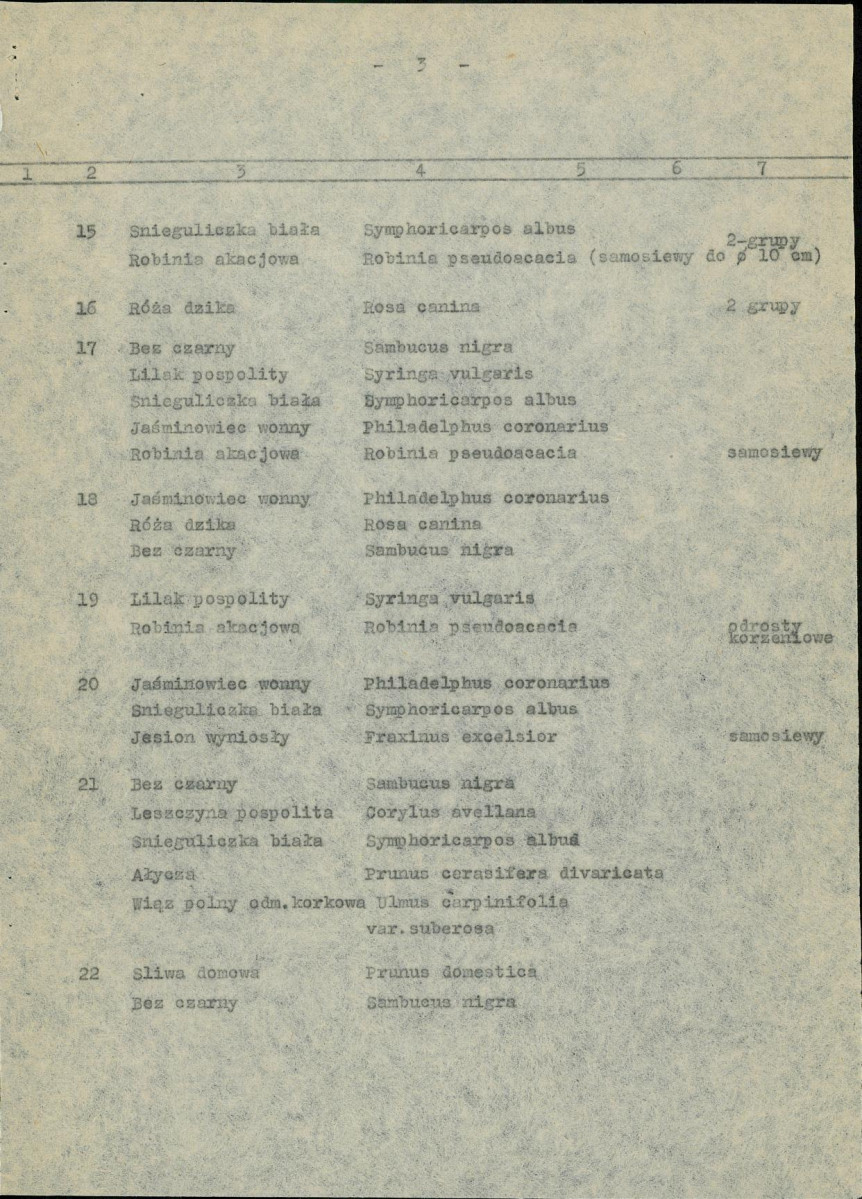 - 3 -
1 2 3 4 5 6 7
15 Snieguliczka biała Symphoricarpos albus
2-grupy
Robinia akacjowa Robinia pseudoacacia (samosiewy do ø 10 cm)
16 Róża dzika Rosa canina 2 grupy
17 Bez czarny Sambucus nigra
Lilak pospolity Syringa vulgaris
Snieguliczka biała Symphoricarpos albus
Jaśminowiec wonny Philadelphus coronarius
Robinia akacjowa Robinia pseudoacacia samosiewy
18 Jaśminowiec wonny Philadelphus coronarius
Róża dzika Rosa canina
Bez czarny Sambucus nigra
19 Lilak pospolity Syringa vulgaris
Robinia akacjowa Robinia pseudoacacia odrosty
korzeniowe
20 Jaśminowiec wonny Philadelphus coronarius
Snieguliczka biała Symphoricarpos albus
Jesion wyniosły Fraxinus excelsior samosiewy
21 Bez czarny Sambucus nigra
Leszczyna pospolita Corylus avellana
Snieguliczka biała Symphoricarpos albus
Ałycza Prunus cerasifera divaricata
Wiąz polny odm.korkowa Ulmus carpinifolia
var.suberosa
22 Sliwa domowa Prunus domestica
Bez czarny Sambucus nigra